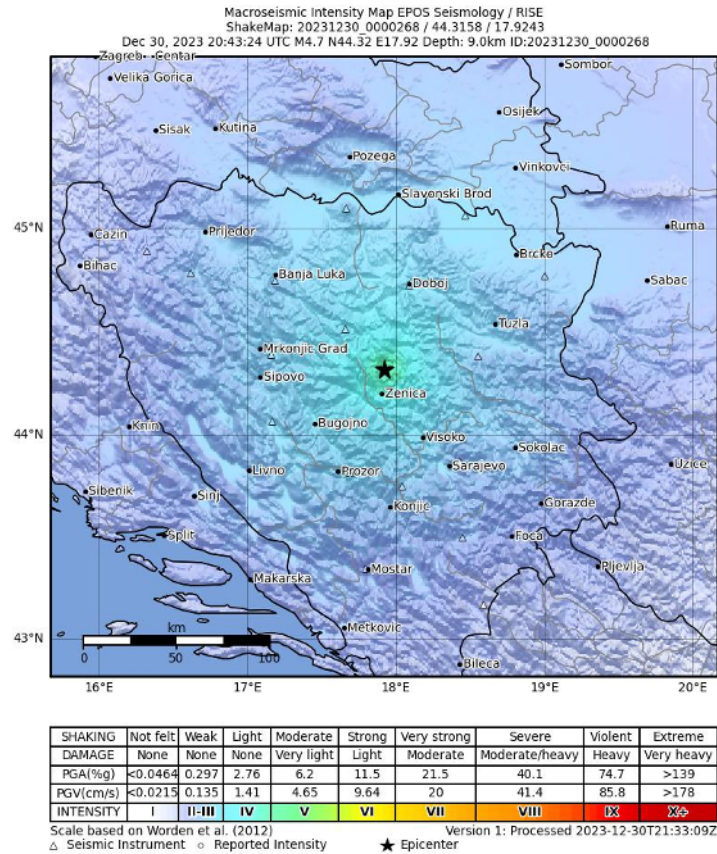 Macroseismic Intensity Map EPOS Seismology / RISE
ShakeMap: 20231230_0000268 / 44.3158 / 17.9243
Dec 30, 2023 20:43:24 UTC M4.7 N44.32 E17.92 Depth: 9.0km ID:20231230_0000268
Zagreb - Centar
Sombor
Velika Gorica
Osijek
Sisak
Kutina
Pozega
Vinkovci
Slavonski Brod
45°N
Ruma
Cazin
Prijedor
Brcko
Bihac
Banja Luka
Doboj
Sabac
Tuzla
Mrkonjic Grad
Sipovo
Zenica
Knin
Bugojno
44°N
Visoko
Sokolac
Livno
Prozor
Sarajevo
Uzice
Sibenik
Sinj
Konjic
Gorazde
Split
Foca
Makarska
Mostar
Pljevlja
Metkovic
43°N
km
0 50 100
Bileca
16°E 17°E 18°E 19°E 20°E
SHAKING Not felt Weak Light Moderate Strong Very strong Severe Violent Extreme
DAMAGE None None None Very light Light Moderate Moderate/heavy Heavy Very heavy
PGA(%g) <0.0464 0.297 2.76 6.2 11.5 21.5 40.1 74.7 >139
PGV(cm/s) <0.0215 0.135 1.41 4.65 9.64 20 41.4 85.8 >178
INTENSITY I II-III IV V VI VII VIII IX X+
Scale based on Worden et al. (2012) Version 1: Processed 2023-12-30T21:33:09Z
△ Seismic Instrument ○ Reported Intensity ★ Epicenter